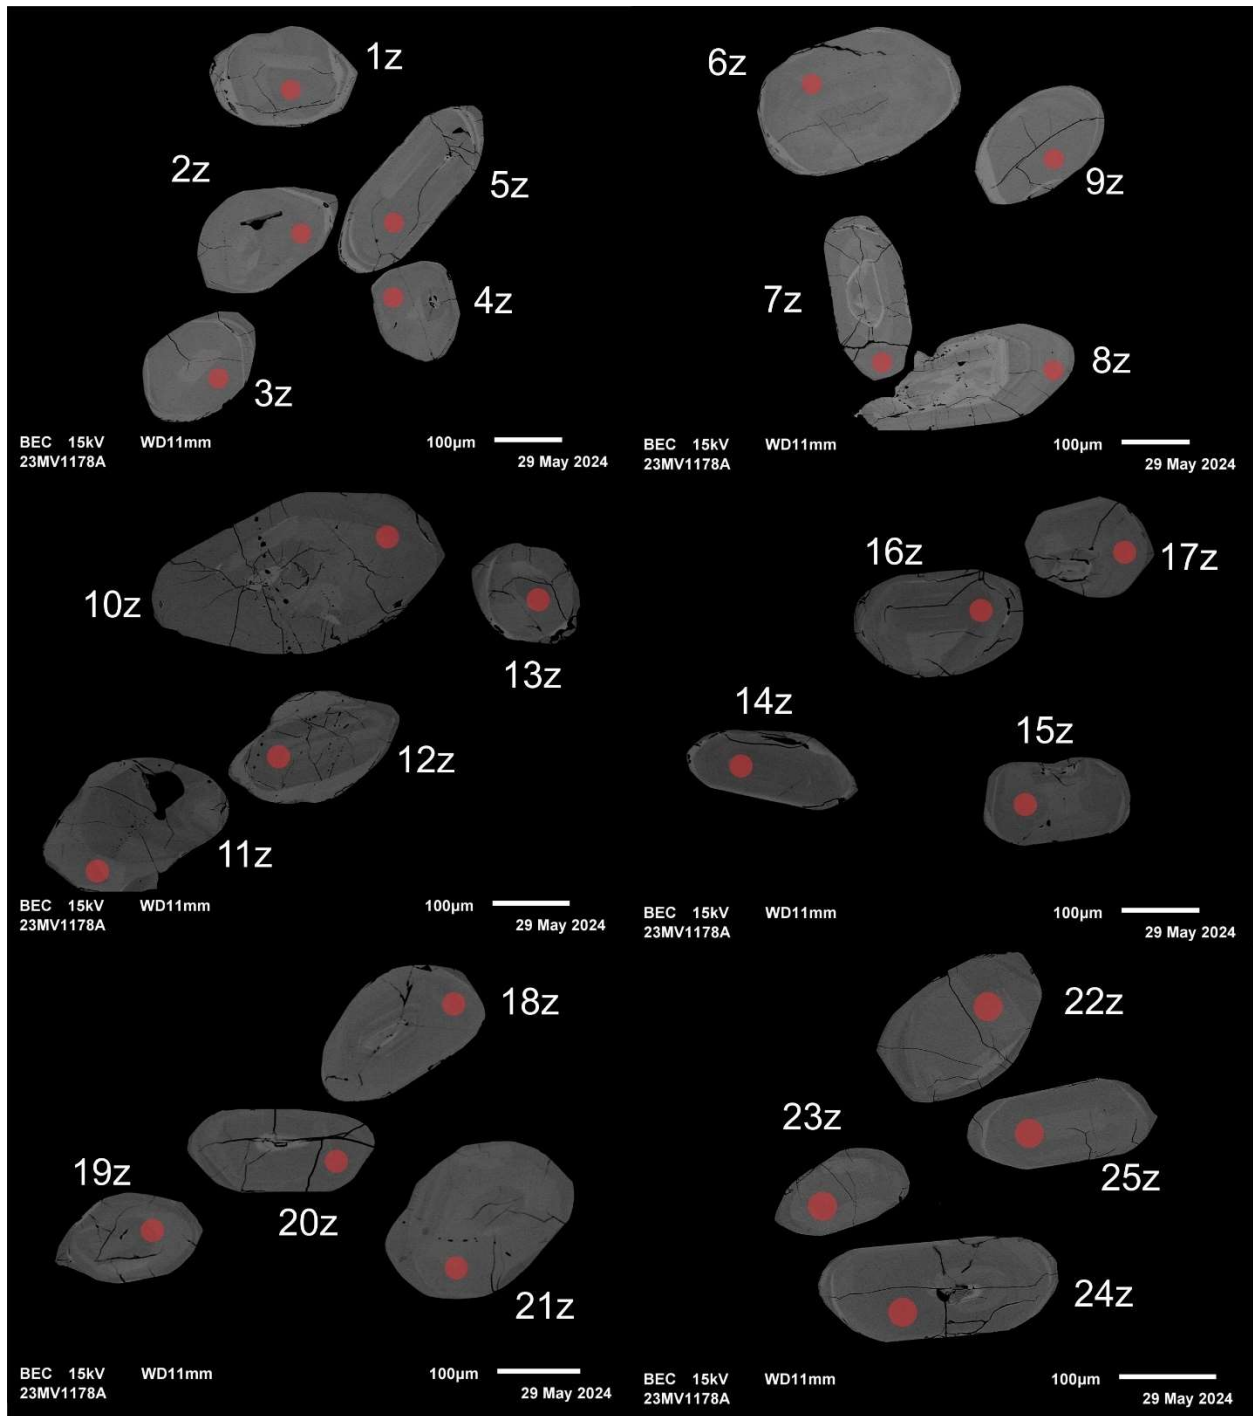 1z
2z
5z
4z
3z
BEC 15kV WD11mm 100µm
23MV1178A 29 May 2024
6z
9z
7z
8z
BEC 15kV WD11mm 100µm
23MV1178A 29 May 2024
10z
13z
12z
11z
BEC 15kV WD11mm 100µm
23MV1178A 29 May 2024
16z
17z
14z
15z
BEC 15kV WD11mm 100µm
23MV1178A 29 May 2024
18z
19z
20z
21z
BEC 15kV WD11mm 100µm
23MV1178A 29 May 2024
22z
23z
25z
24z
BEC 15kV WD11mm 100µm
23MV1178A 29 May 2024